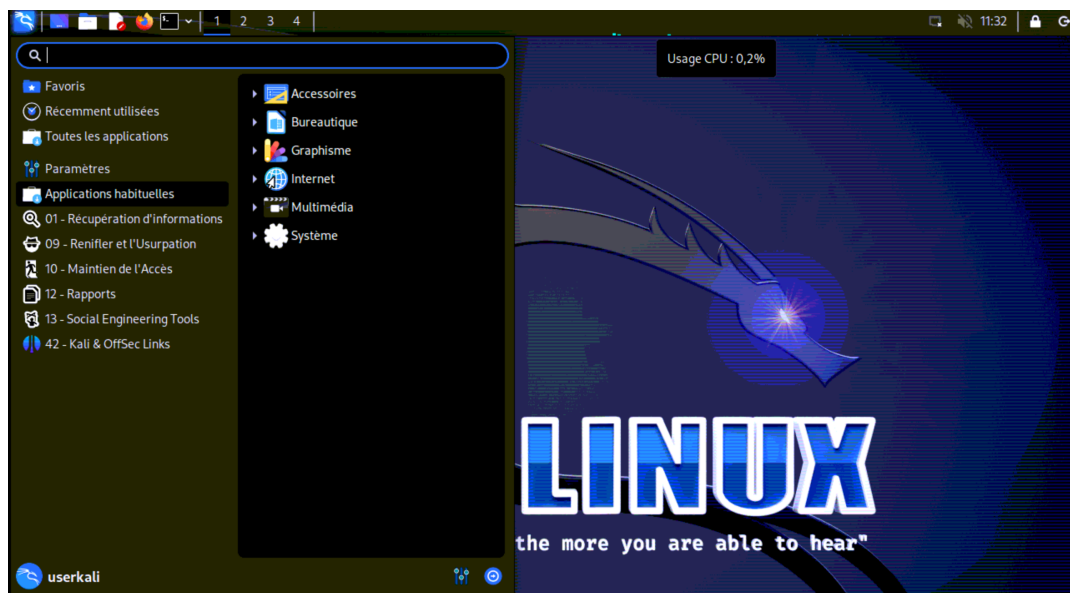 1 2 3 4
11:32
Usage CPU : 0,2%
Favoris
Récemment utilisées
Toutes les applications
Paramètres
Applications habituelles
01 - Récupération d'informations
09 - Renifler et l'Usurpation
10 - Maintien de l'Accès
12 - Rapports
13 - Social Engineering Tools
42 - Kali & OffSec Links
Accessoires
Bureautique
Graphisme
Internet
Multimédia
Système
LINUX
the more you are able to hear"
userkali